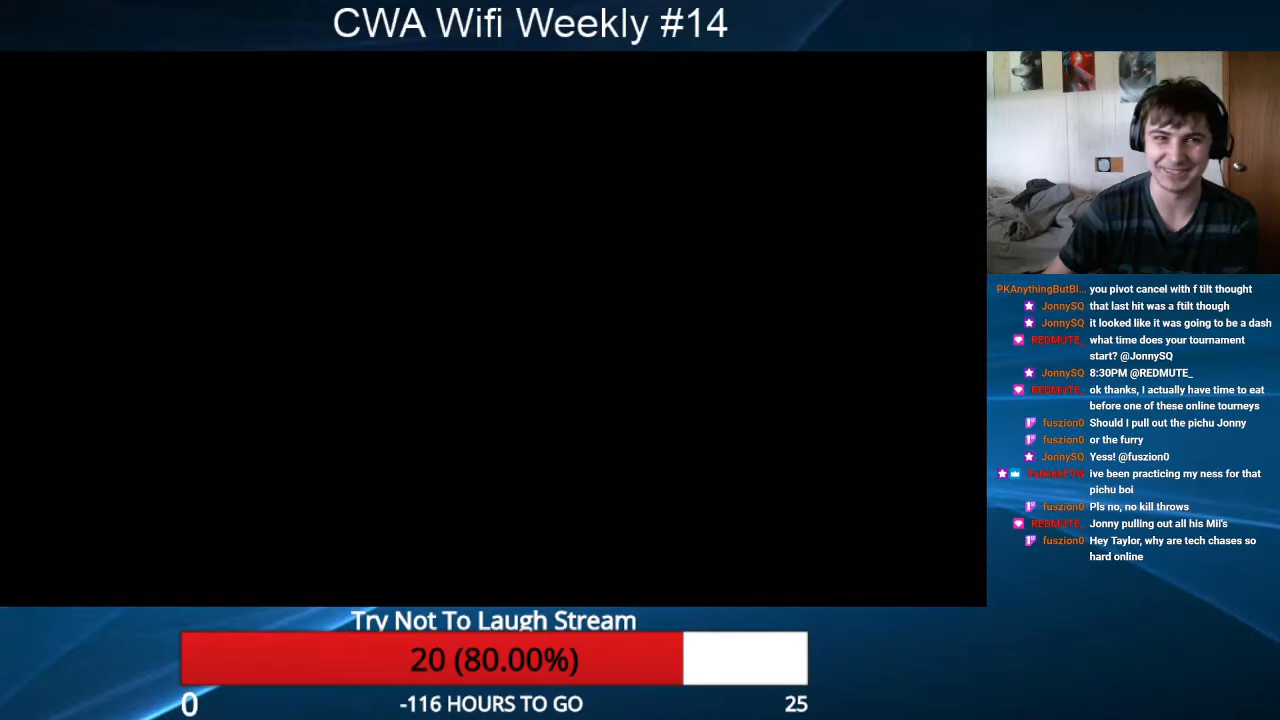 CWA Wifi Weekly #14
PKAnythingButBl... you pivot cancel with f tilt thought
JonnySQ that last hit was a ftilt though
JonnySQ it looked like it was going to be a dash
REDMUTE_ what time does your tournament
start? @JonnySQ
JonnySQ 8:30PM @REDMUTE_
REDMUTE_ ok thanks, I actually have time to eat
before one of these online tourneys
fuszion0 Should I pull out the pichu Jonny
fuszion0 or the furry
JonnySQ Yess! @fuszion0
ive been practicing my ness for that
pichu boi
fuszion0 Pls no, no kill throws
REDMUTE_ Jonny pulling out all his Mii's
fuszion0 Hey Taylor, why are tech chases so
hard online
Try Not To Laugh Stream
20 (80.00%)
0 -116 HOURS TO GO 25